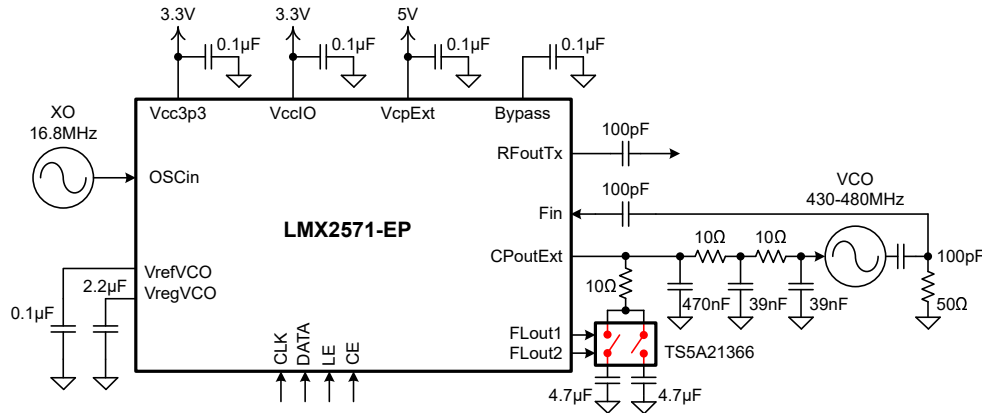 3.3V
3.3V
5V
0.1µF
0.1µF
0.1µF
0.1µF
XO
16.8MHz
Vcc3p3
VccIO
VcpExt
Bypass
100pF
RFoutTx
OSCin
100pF
VCO
430-480MHz
Fin
LMX2571-EP
10Ω
10Ω
CPoutExt
100pF
VrefVCO
10Ω
2.2µF
VregVCO
470nF
39nF
39nF
50Ω
0.1µF
FLout1
FLout2
TS5A21366
CLK
DATA
LE
CE
4.7µF
4.7µF